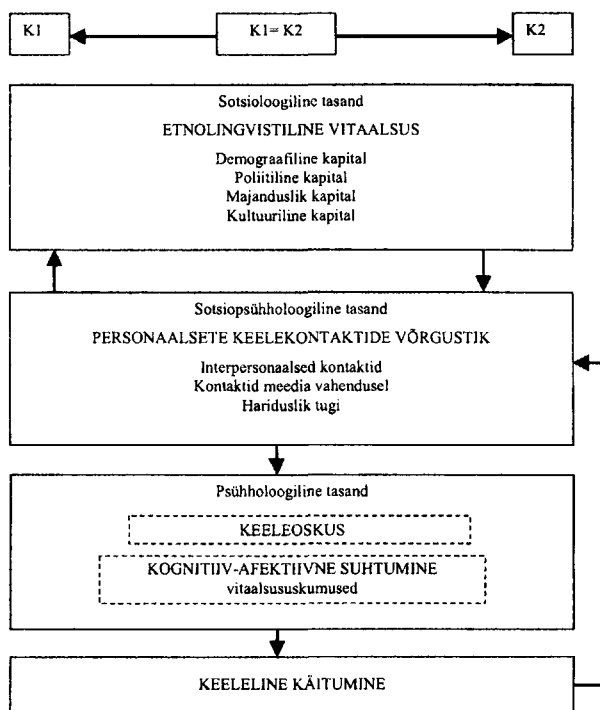 K1 K1= K2 K2
Sotsioloogiline tasand
ETNOLINGVISTILINE VITAALSUS
Demograafiline kapital
Poliitiline kapital
Majanduslik kapital
Kultuuriline kapital
Sotsiopsühholoogiline tasand
PERSONAALSETE KEELEKONTAKTIDE VÕRGUSTIK
Interpersonaalsed kontaktid
Kontaktid meedia vahendusel
Hariduslik tugi
Psühholoogiline tasand
KEELEOSKUS
KOGNITIIV-AFEKTIIVNE SUHTUMINE
vitaalsususkumused
KEELELINE KÄITUMINE